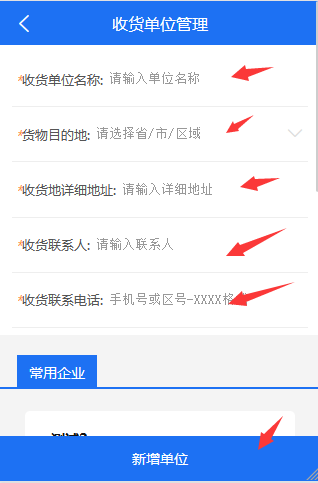 收货单位管理
*收货单位名称: 请输入单位名称
*货物目的地: 请选择省/市/区域
*收货地详细地址: 请输入详细地址
*收货联系人: 请输入联系人
*收货联系电话: 手机号或区号-XXXX格
常用企业
新增单位